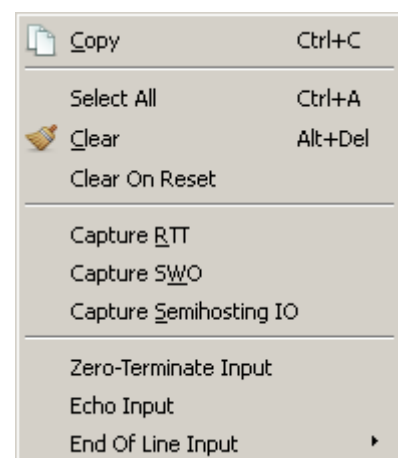 Copy Ctrl+C
Select All Ctrl+A
Clear Alt+Del
Clear On Reset
Capture RTT
Capture SWO
Capture Semihosting IO
Zero-Terminate Input
Echo Input
End Of Line Input